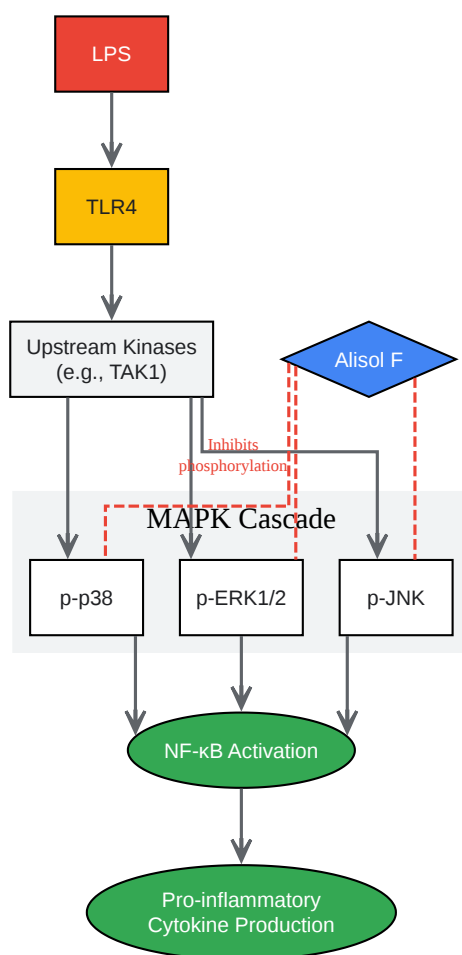 LPS
TLR4
Upstream Kinases
(e.g., TAK1)
Alisol F
Inhibits
phosphorylation
MAPK Cascade
p-p38
p-ERK1/2
p-JNK
NF-κB Activation
Pro-inflammatory
Cytokine Production